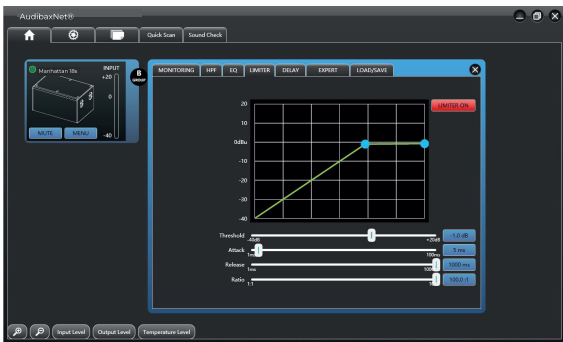 AudibaxNet®
Quick Scan Sound Check
Manhattan 18s INPUT
+20
0
-40
MUTE MENU
B
GROUP
MONITORING HPF EQ LIMITER DELAY EXPERT LOAD/SAVE
LIMITER ON
20
10
0dBu
-10
-20
-30
-40
Threshold -40dB +20dB -1.0 dB
Attack 1ms 100ms 5 ms
Release 1ms 1000 ms
Ratio 1:1 100.0 :1
Input Level Output Level Temperature Level